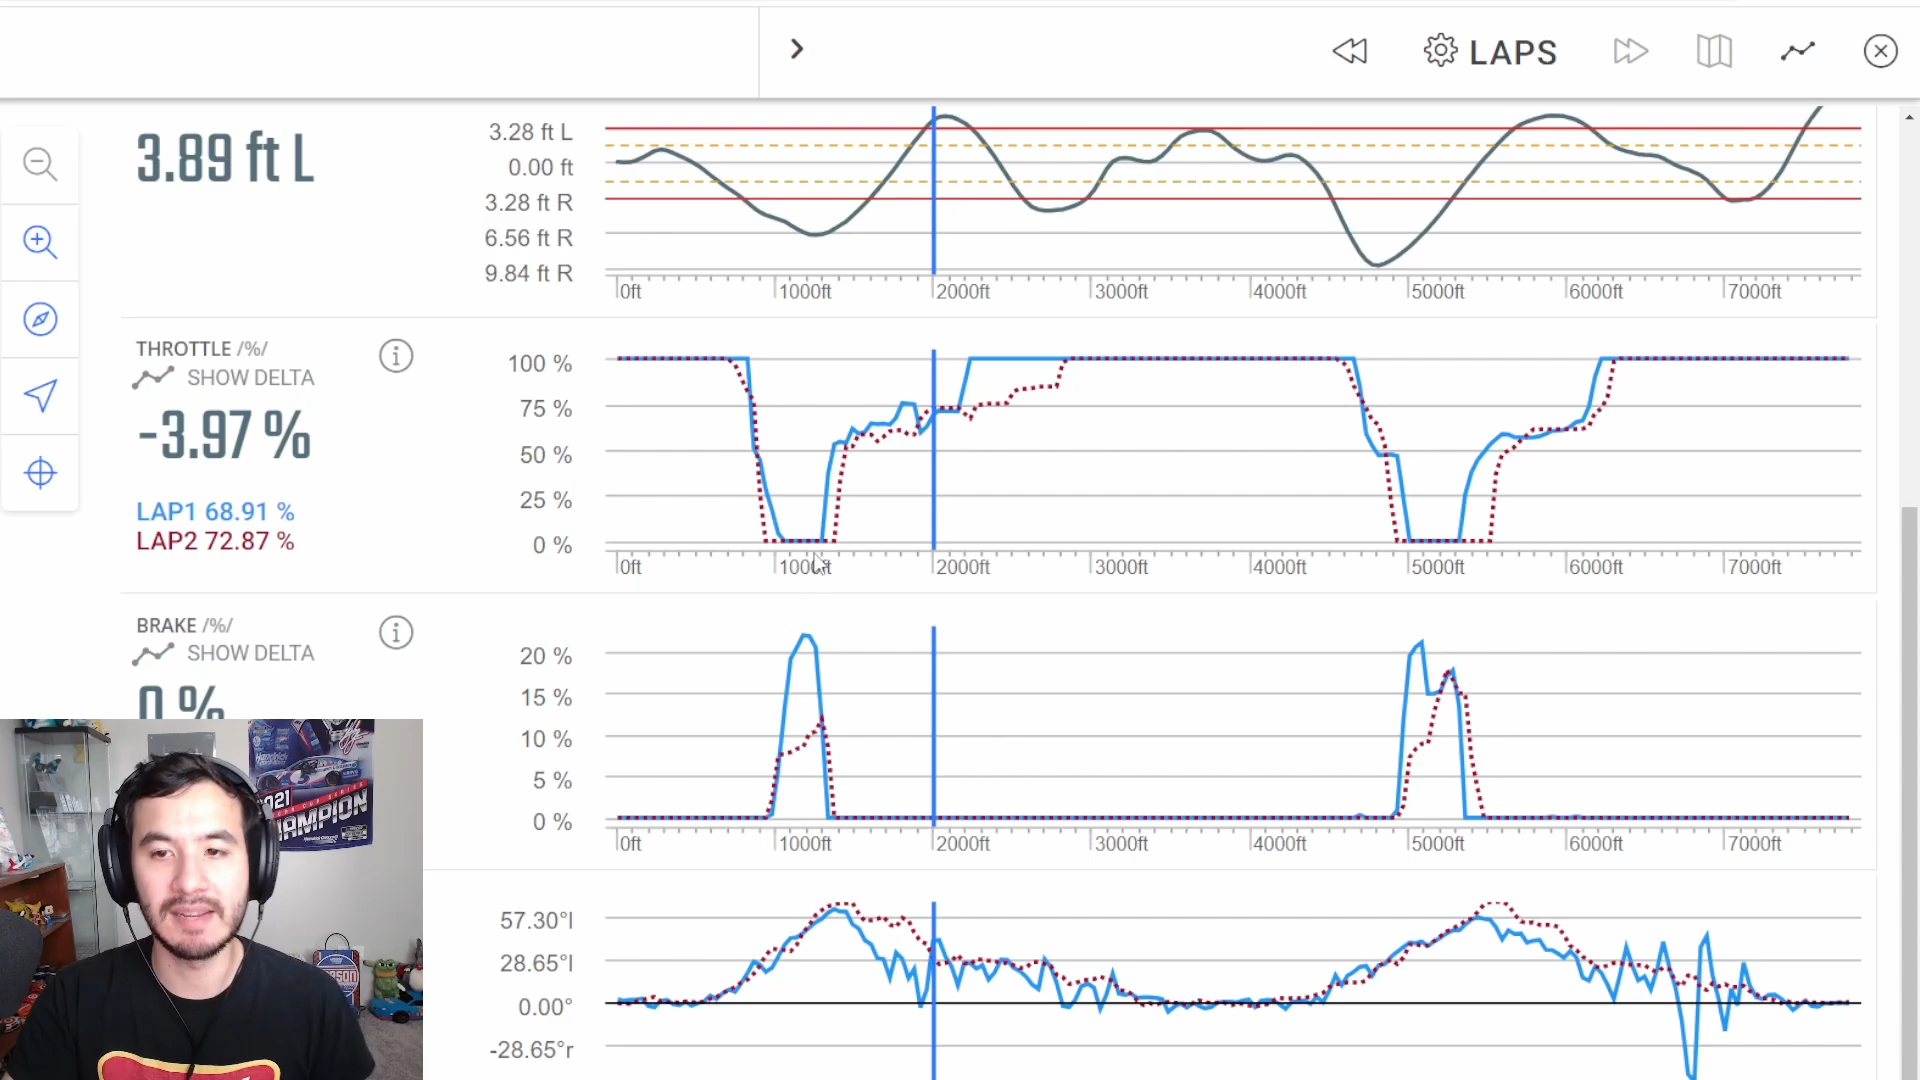 LAPS
3.89 ft L
3.28 ft L
0.00 ft
3.28 ft R
6.56 ft R
9.84 ft R
0ft 1000ft 2000ft 3000ft 4000ft 5000ft 6000ft 7000ft
THROTTLE /%/
SHOW DELTA
-3.97 %
LAP1 68.91 %
LAP2 72.87 %
100 %
75 %
50 %
25 %
0 %
0ft 1000ft 2000ft 3000ft 4000ft 5000ft 6000ft 7000ft
BRAKE /%/
SHOW DELTA
0 %
20 %
15 %
10 %
5 %
0 %
0ft 1000ft 2000ft 3000ft 4000ft 5000ft 6000ft 7000ft
57.30°l
28.65°l
0.00°
-28.65°r
Hendrick